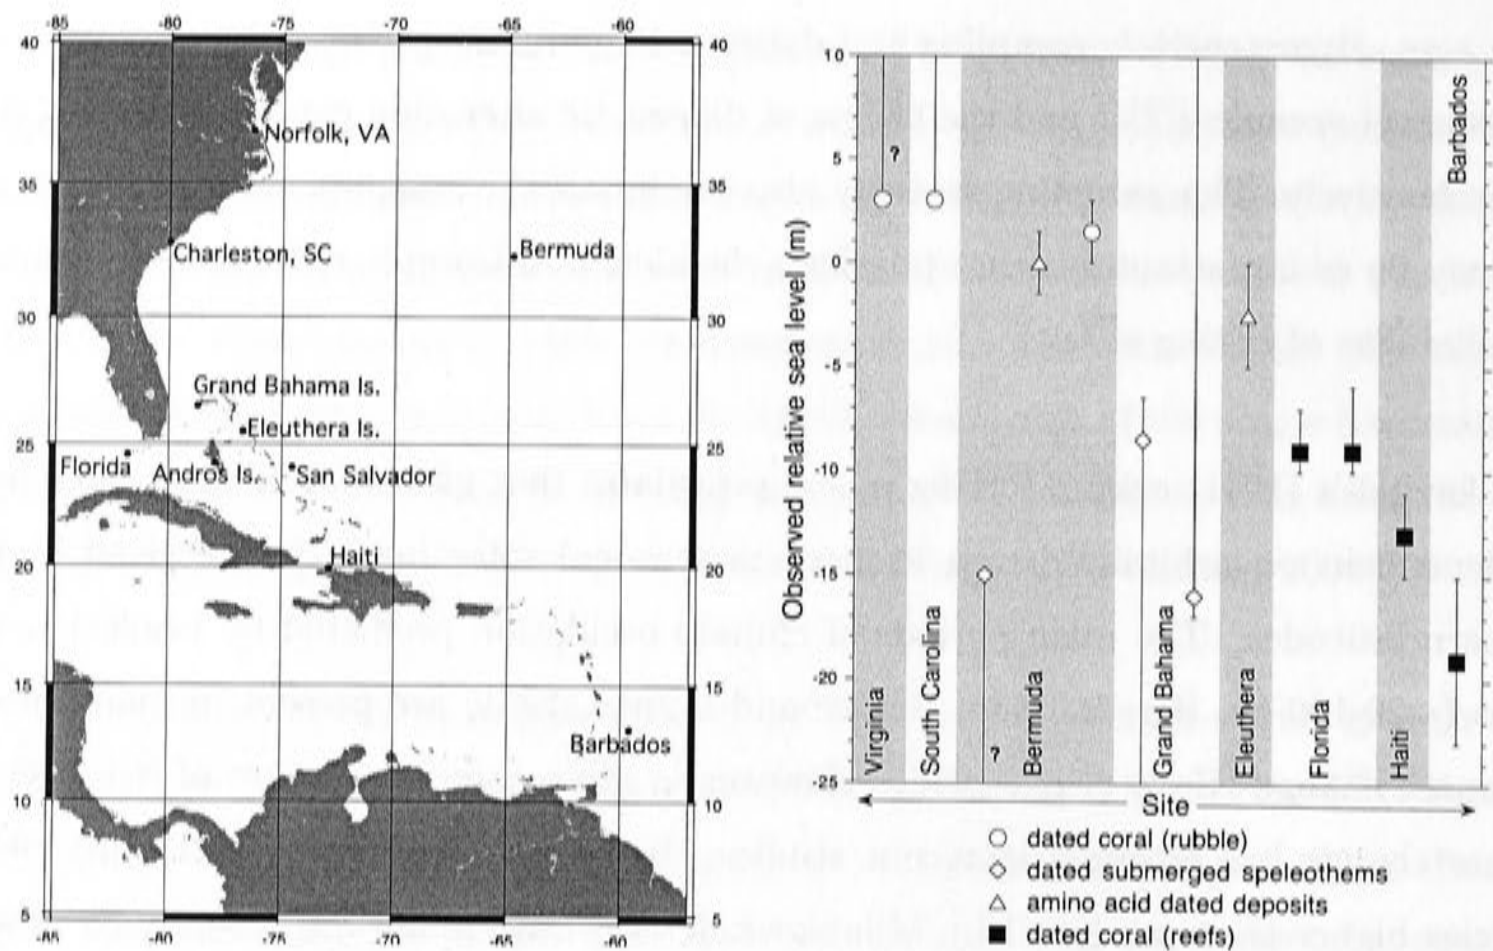 -85 -80 -75 -70 -65 -60
40 40
Norfolk, VA
35 35
Charleston, SC
Bermuda
30 30
Grand Bahama Is.
Eleuthera Is.
25 25
Florida
Andros Is.
San Salvador
Haiti
20 20
15 15
Barbados
10 10
5 5
-85 -80 -75 -70 -65 -60
Observed relative sea level (m)
10
5
0
-5
-10
-15
-20
-25
?
?
Virginia
South Carolina
Bermuda
Grand Bahama
Eleuthera
Florida
Haiti
Barbados
Site
dated coral (rubble)
dated submerged speleothems
amino acid dated deposits
dated coral (reefs)